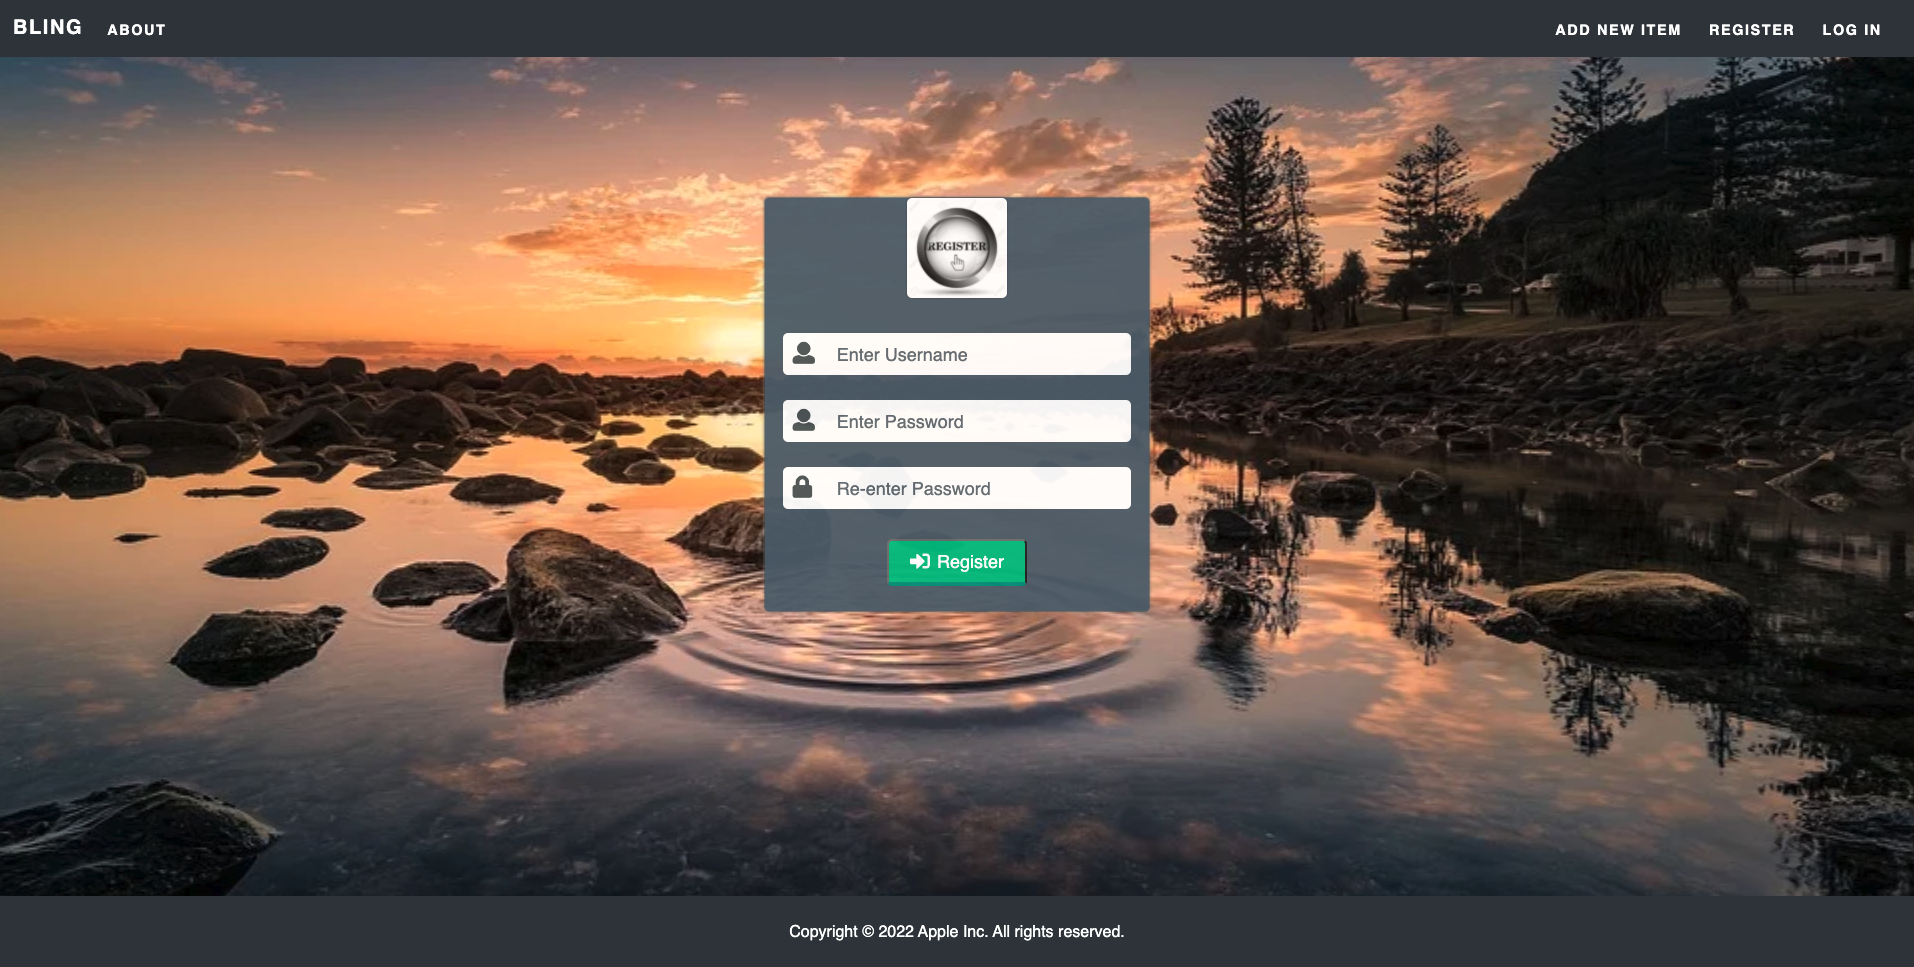 BLING ABOUT ADD NEW ITEM REGISTER LOG IN
REGISTER
Enter Username
Enter Password
Re-enter Password
Register
Copyright © 2022 Apple Inc. All rights reserved.